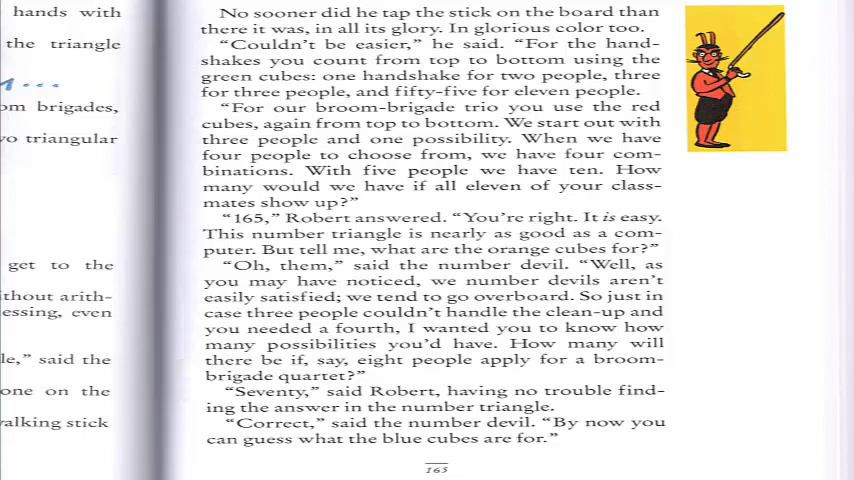 hands with
the triangle
om brigades,
vo triangular
get to the
ithout arith-
essing, even
le,” said the
one on the
valking stick
No sooner did he tap the stick on the board than
there it was, in all its glory. In glorious color too.
“Couldn’t be easier,” he said. “For the hand-
shakes you count from top to bottom using the
green cubes: one handshake for two people, three
for three people, and fifty-five for eleven people.
“For our broom-brigade trio you use the red
cubes, again from top to bottom. We start out with
three people and one possibility. When we have
four people to choose from, we have four com-
binations. With five people we have ten. How
many would we have if all eleven of your class-
mates show up?”
“165,” Robert answered. “You’re right. It is easy.
This number triangle is nearly as good as a com-
puter. But tell me, what are the orange cubes for?”
“Oh, them,” said the number devil. “Well, as
you may have noticed, we number devils aren’t
easily satisfied; we tend to go overboard. So just in
case three people couldn’t handle the clean-up and
you needed a fourth, I wanted you to know how
many possibilities you’d have. How many will
there be if, say, eight people apply for a broom-
brigade quartet?”
“Seventy,” said Robert, having no trouble find-
ing the answer in the number triangle.
“Correct,” said the number devil. “By now you
can guess what the blue cubes are for.”
165